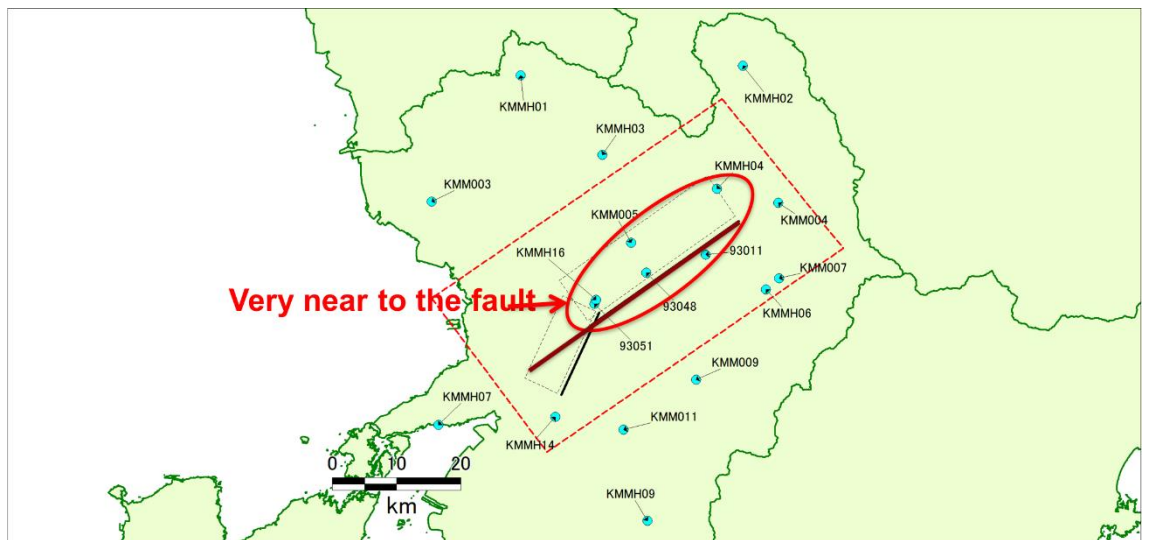 KMMH02
KMMH01
KMMH03
KMMH04
KMM003
KMM005
KMM004
KMMH16
93011
KMM007
Very near to the fault
93048
KMMH06
93051
KMM009
KMMH07
KMM011
KMMH14
0 10 20
km
KMMH09